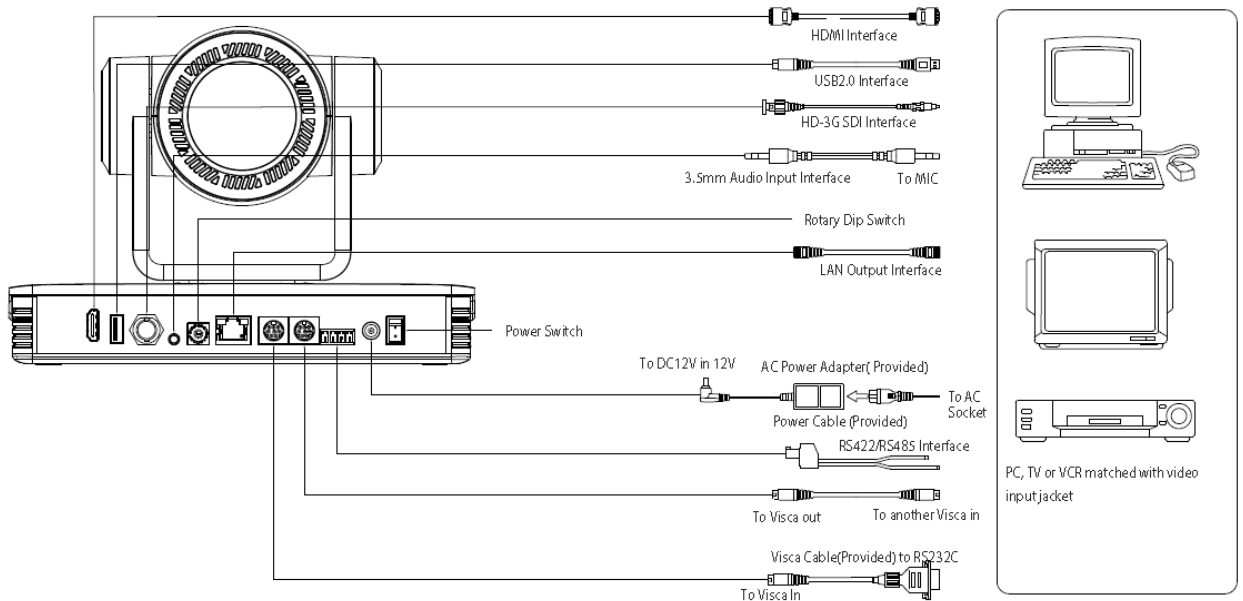 HDMI Interface
USB2.0 Interface
HD-3G SDI Interface
3.5mm Audio Input Interface
To MIC
Rotary Dip Switch
LAN Output Interface
Power Switch
To DC12V in 12V
AC Power Adapter( Provided)
To AC
Socket
Power Cable (Provided)
RS422/RS485 Interface
To Visca out
To another Visca in
Visca Cable(Provided) to RS232C
To Visca In
PC, TV or VCR matched with video
input jacket